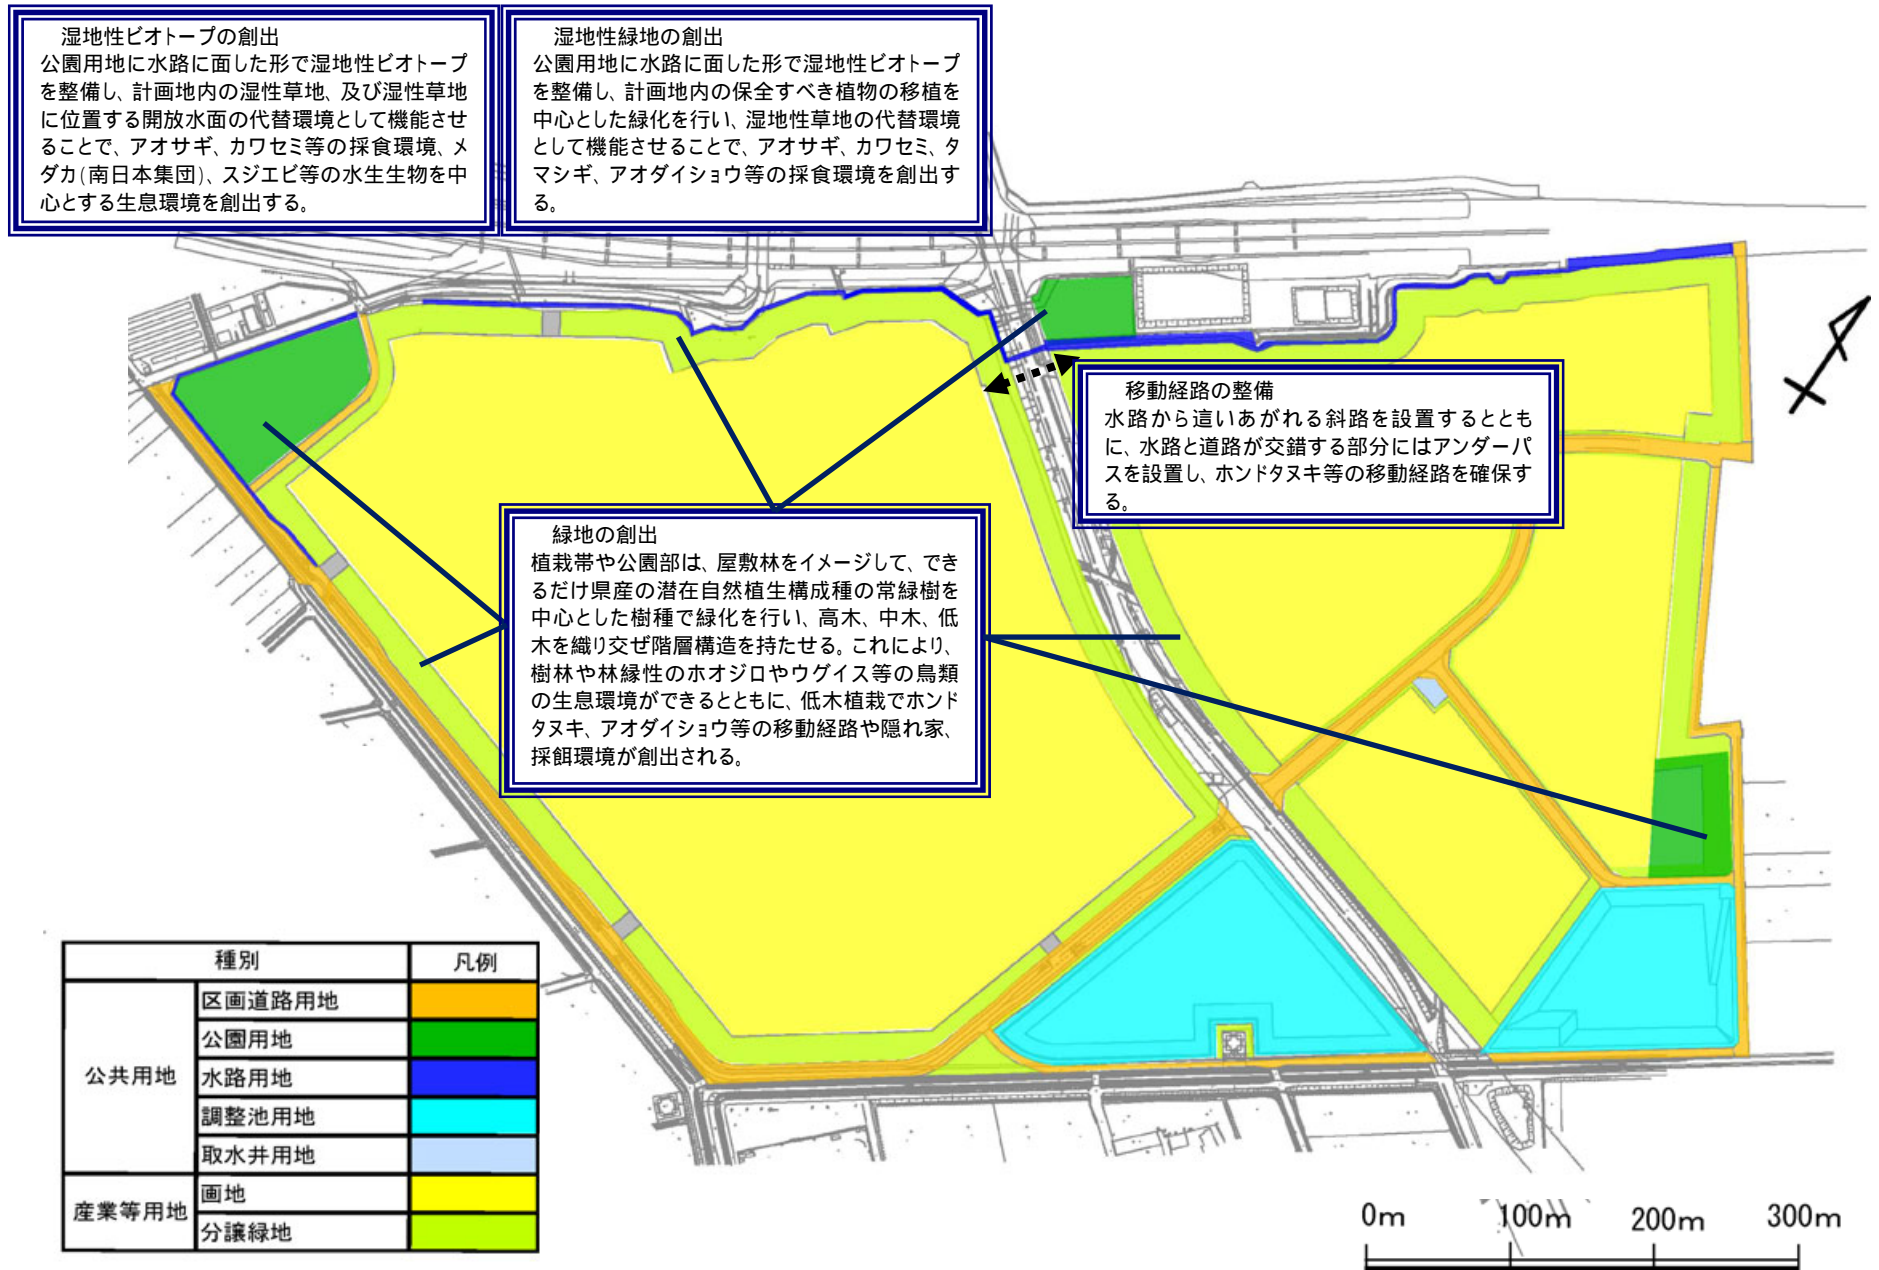 湿地性ビオトープの創出
公園用地に水路に面した形で湿地性ビオトープ
を整備し、計画地内の湿性草地、及び湿性草地
に位置する開放水面の代替環境として機能させ
ることで、アオサギ、カワセミ等の採食環境、メ
ダカ(南日本集団)、スジエビ等の水生生物を中
心とする生息環境を創出する。
湿地性緑地の創出
公園用地に水路に面した形で湿地性ビオトープ
を整備し、計画地内の保全すべき植物の移植を
中心とした緑化を行い、湿地性草地の代替環境
として機能させることで、アオサギ、カワセミ、タ
マシギ、アオダイショウ等の採食環境を創出す
る。
移動経路の整備
水路から這いあがれる斜路を設置するととも
に、水路と道路が交錯する部分にはアンダーパ
スを設置し、ホンドタヌキ等の移動経路を確保す
る。
緑地の創出
植栽帯や公園部は、屋敷林をイメージして、でき
るだけ県産の潜在自然植生構成種の常緑樹を
中心とした樹種で緑化を行い、高木、中木、低
木を織り交ぜ階層構造を持たせる。これにより、
樹林や林縁性のホオジロやウグイス等の鳥類
の生息環境ができるとともに、低木植栽でホンド
タヌキ、アオダイショウ等の移動経路や隠れ家、
採餌環境が創出される。
種別 凡例
公共用地
区画道路用地
公園用地
水路用地
調整池用地
取水井用地
産業等用地
画地
分譲緑地
0m 100m 200m 300m